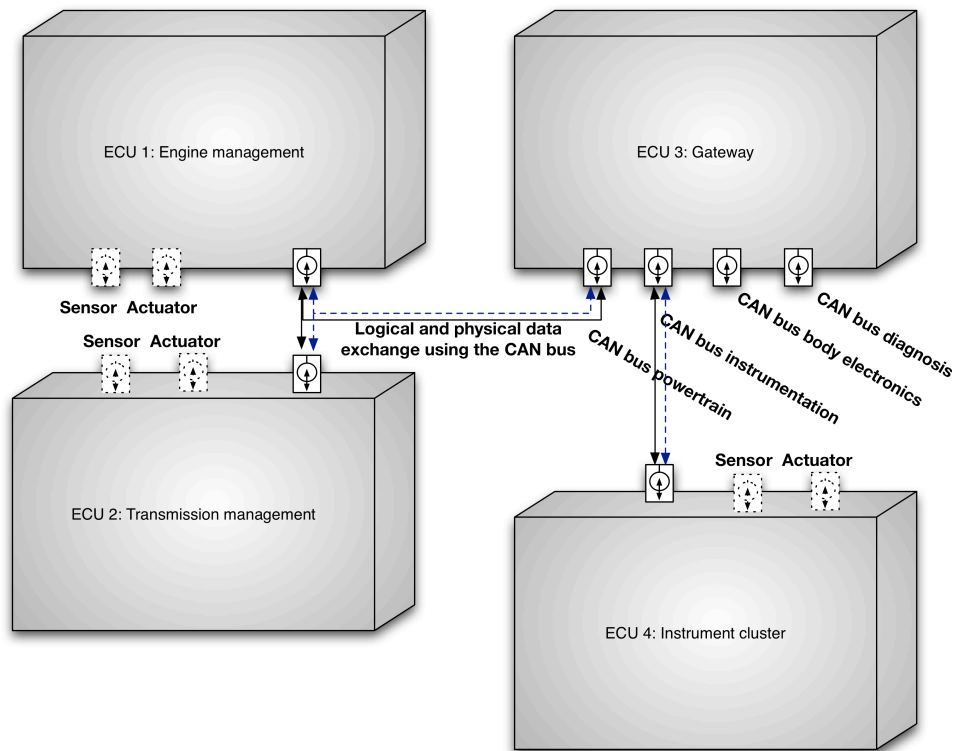 ECU 1: Engine management
ECU 3: Gateway
Sensor Actuator
Logical and physical data
exchange using the CAN bus
CAN bus powertrain
CAN bus instrumentation
CAN bus body electronics
CAN bus diagnosis
Sensor Actuator
ECU 2: Transmission management
Sensor Actuator
ECU 4: Instrument cluster